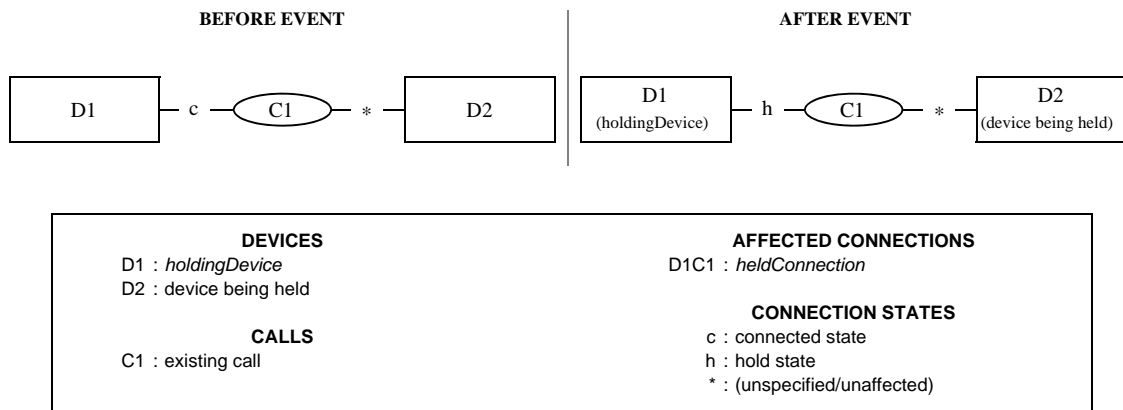 BEFORE EVENT
AFTER EVENT
D1 c C1 * D2
D1
(holdingDevice)
h C1 *
D2
(device being held)
DEVICES
D1 : holdingDevice
D2 : device being held
CALLS
C1 : existing call
AFFECTED CONNECTIONS
D1C1 : heldConnection
CONNECTION STATES
c : connected state
h : hold state
* : (unspecified/unaffected)